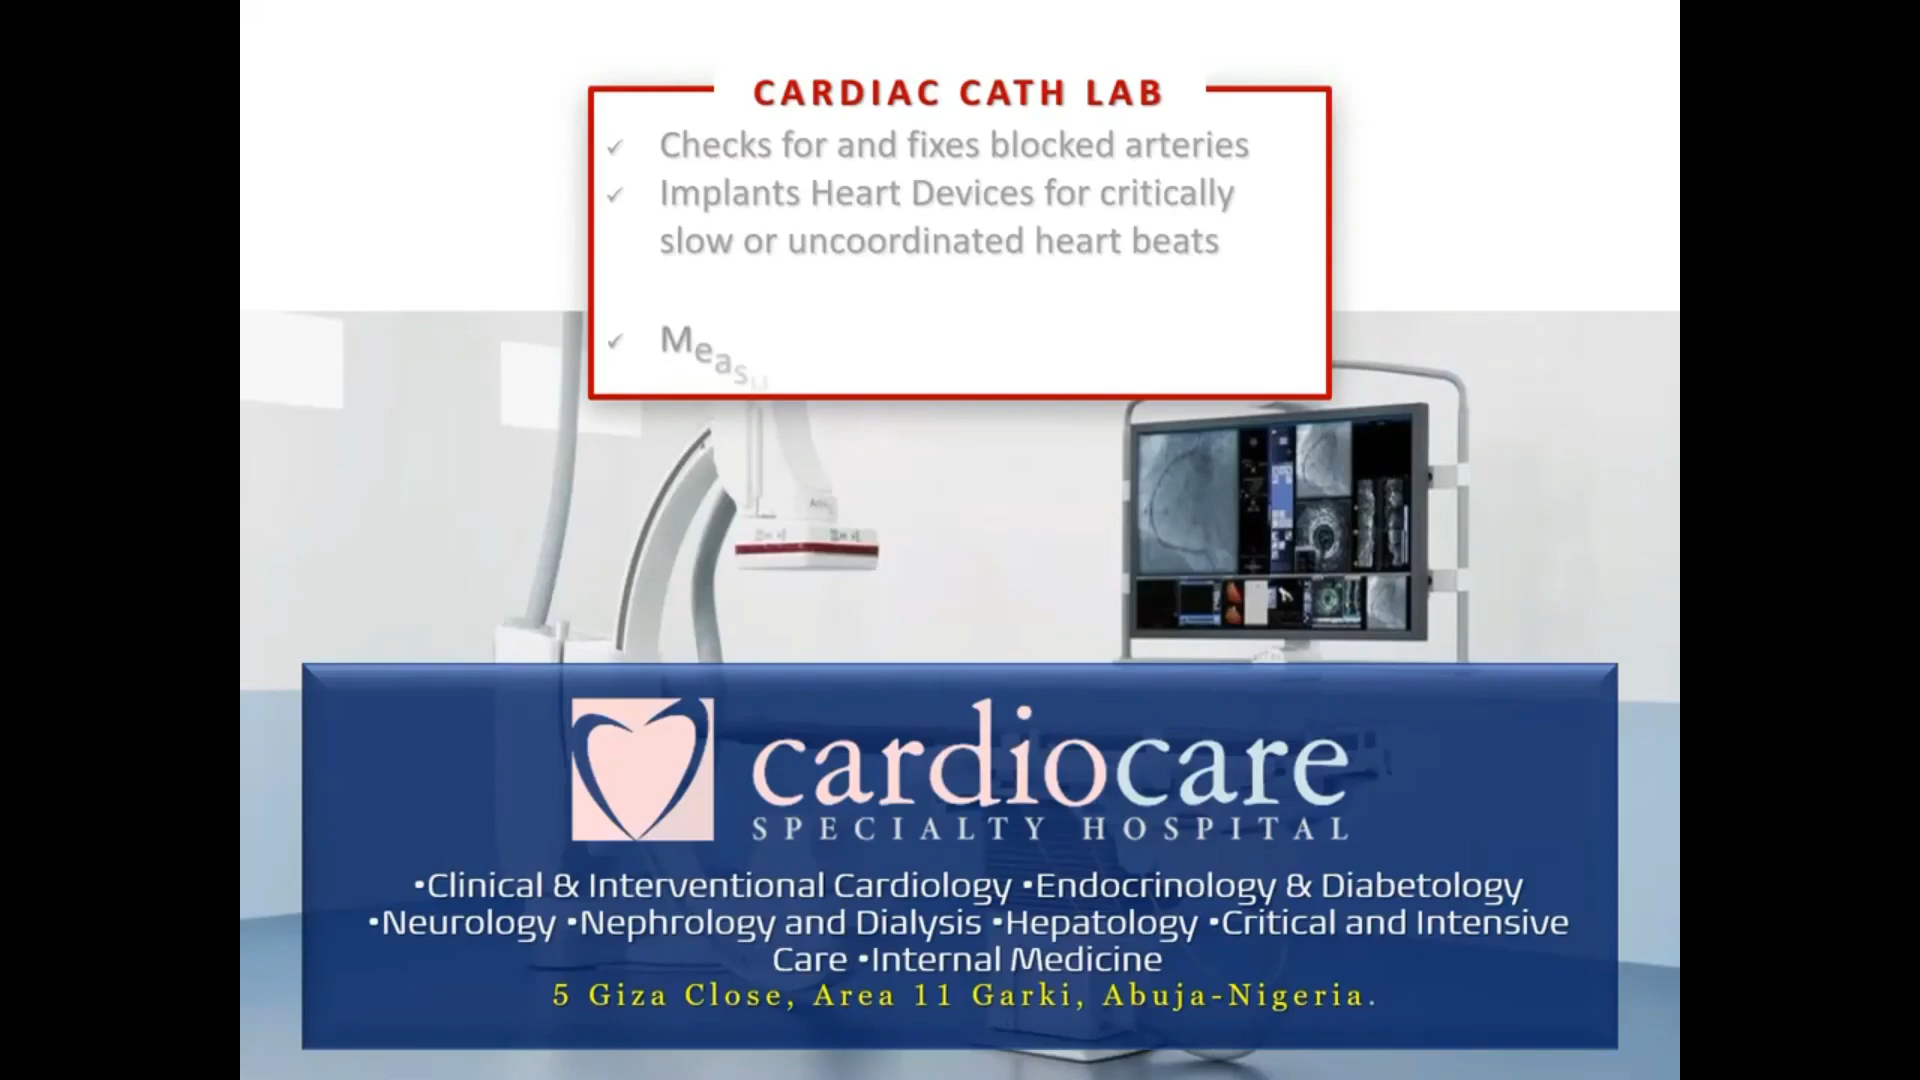 CARDIAC CATH LAB
✓ Checks for and fixes blocked arteries
✓ Implants Heart Devices for critically
slow or uncoordinated heart beats
✓ Meas
cardiocare
SPECIALTY HOSPITAL
•Clinical & Interventional Cardiology •Endocrinology & Diabetology
•Neurology •Nephrology and Dialysis •Hepatology •Critical and Intensive
Care •Internal Medicine
5 Giza Close, Area 11 Garki, Abuja-Nigeria.